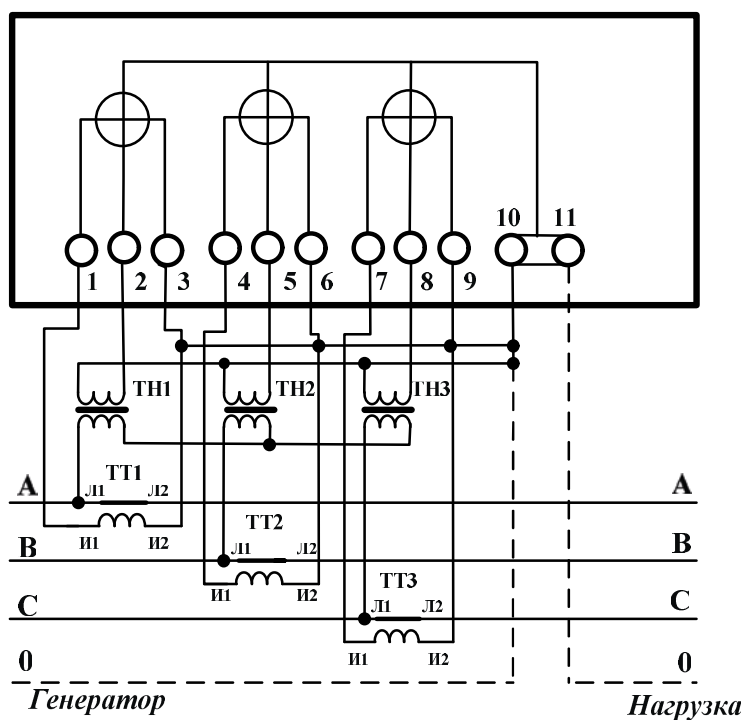 10 11
1 2 3 4 5 6 7 8 9
ТН1 ТН2 ТН3
ТТ1
A Л1 Л2 A
И1 И2
ТТ2
B Л1 Л2 B
И1 И2
ТТ3
C Л1 Л2 C
И1 И2
0 0
Генератор Нагрузка